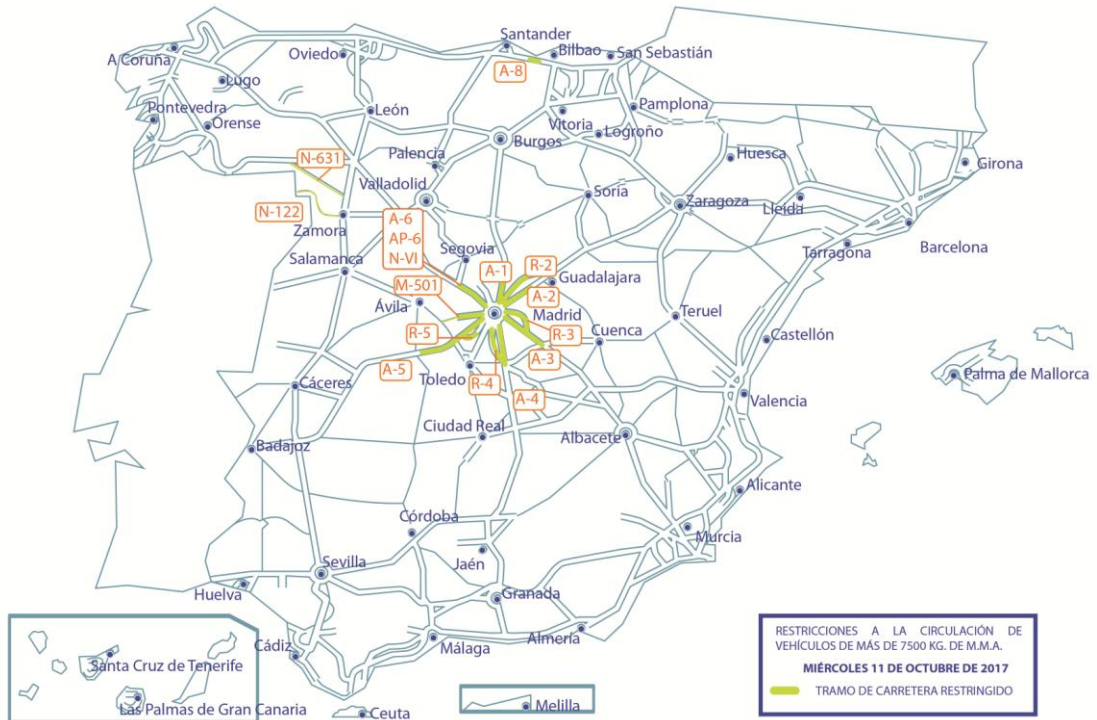 Santander
Bilbao
San Sebastián
Oviedo
A Coruña
A-8
Lugo
Pontevedra
León
Pamplona
Orense
Vitoria
Logroño
Burgos
N-631
Palencia
Huesca
Girona
Valladolid
Soria
Zaragoza
Lleida
N-122
Zamora
A-6
AP-6
N-VI
Segovia
Barcelona
Tarragona
Salamanca
A-1
R-2
Guadalajara
M-501
A-2
Ávila
Madrid
Teruel
R-5
R-3
Cuenca
Castellón
A-5
Toledo
R-4
A-3
Palma de Mallorca
Cáceres
A-4
Valencia
Ciudad Real
Albacete
Badajoz
Alicante
Córdoba
Murcia
Jaén
Sevilla
Huelva
Granada
Almería
Cádiz
Málaga
Santa Cruz de Tenerife
Las Palmas de Gran Canaria
Ceuta
Melilla
RESTRICCIONES A LA CIRCULACIÓN DE
VEHÍCULOS DE MÁS DE 7500 KG. DE M.M.A.
MIÉRCOLES 11 DE OCTUBRE DE 2017
TRAMO DE CARRETERA RESTRINGIDO